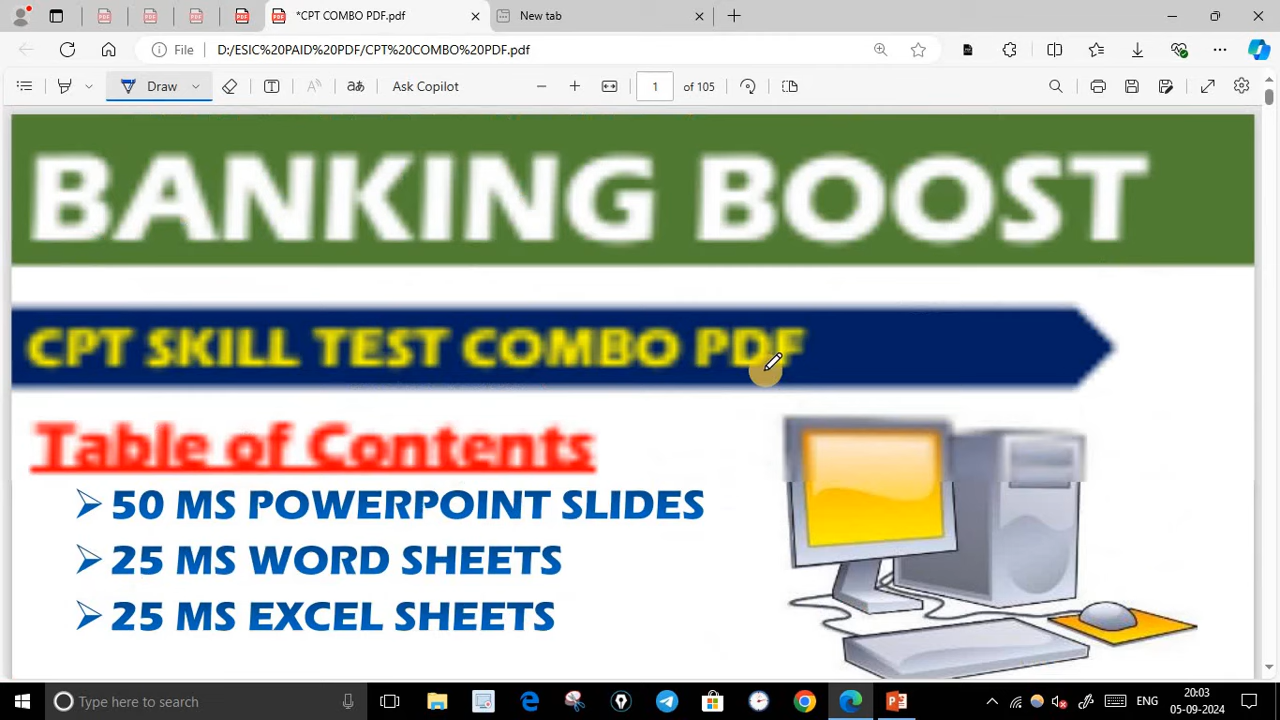 *CPT COMBO PDF.pdf
New tab
File D:/ESIC%20PAID%20PDF/CPT%20COMBO%20PDF.pdf
Draw
Ask Copilot
1 of 105
BANKING BOOST
CPT SKILL TEST COMBO PDF
Table of Contents
➢ 50 MS POWERPOINT SLIDES
➢ 25 MS WORD SHEETS
➢ 25 MS EXCEL SHEETS
Type here to search
ENG
20:03
05-09-2024